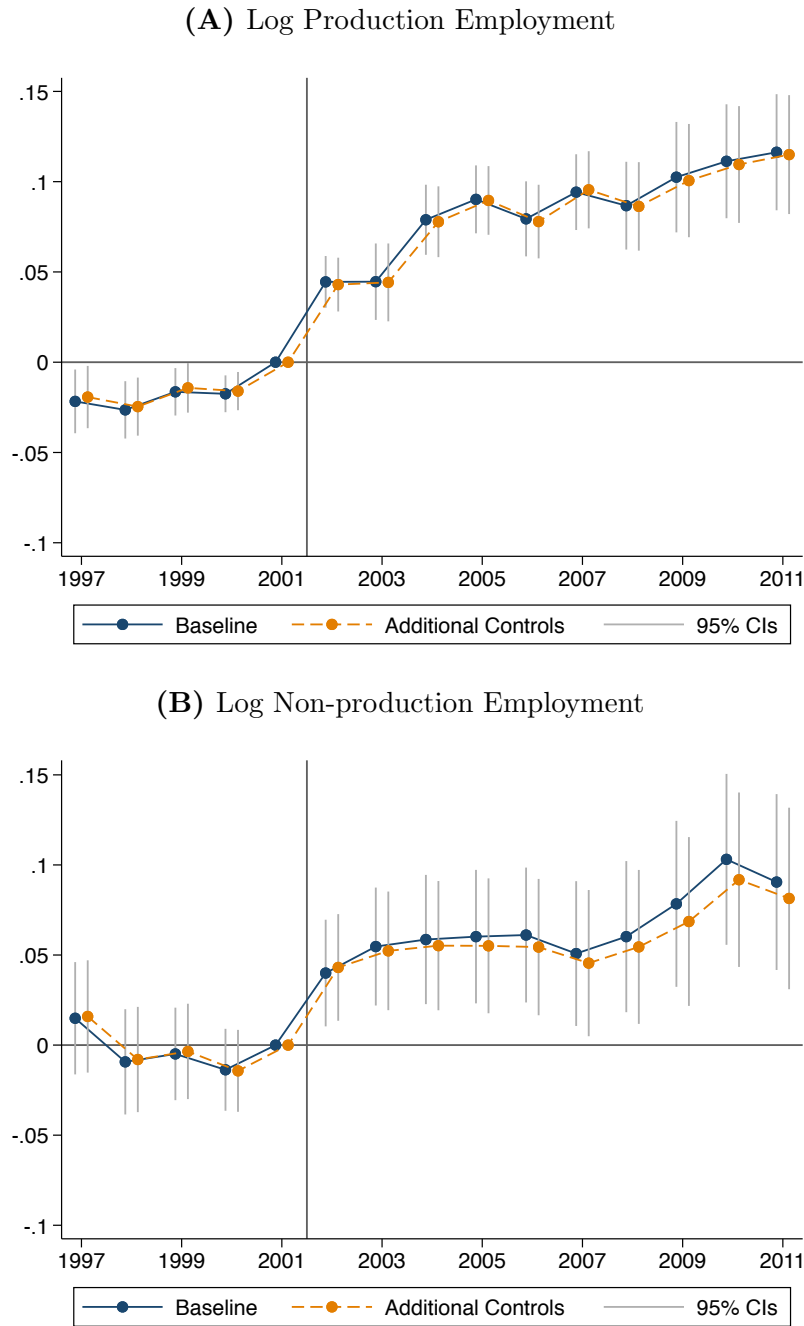 (A) Log Production Employment
.15
.1
.05
0
-.05
-.1
1997 1999 2001 2003 2005 2007 2009 2011
Baseline Additional Controls 95% CIs
(B) Log Non-production Employment
.15
.1
.05
0
-.05
-.1
1997 1999 2001 2003 2005 2007 2009 2011
Baseline Additional Controls 95% CIs